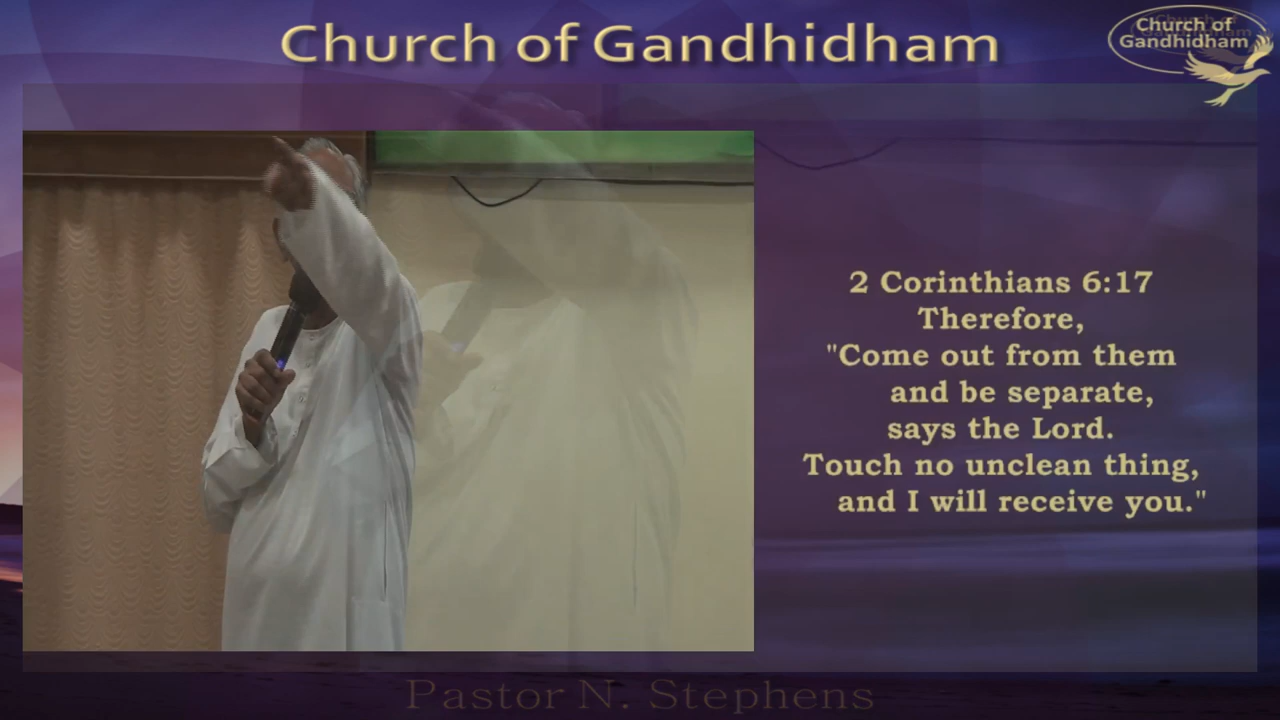 Church of Gandhidham
Church of
Gandhidham
2 Corinthians 6:17
Therefore,
"Come out from them
and be separate,
says the Lord.
Touch no unclean thing,
and I will receive you."
Pastor N. Stephens